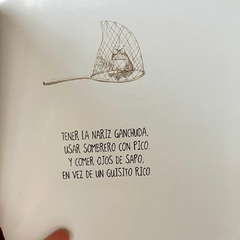 TENER LA NARIZ GANCHUDA,
USAR SOMBRERO CON PICO.
Y COMER OJOS DE SAPO,
EN VEZ DE UN GUISITO RICO.